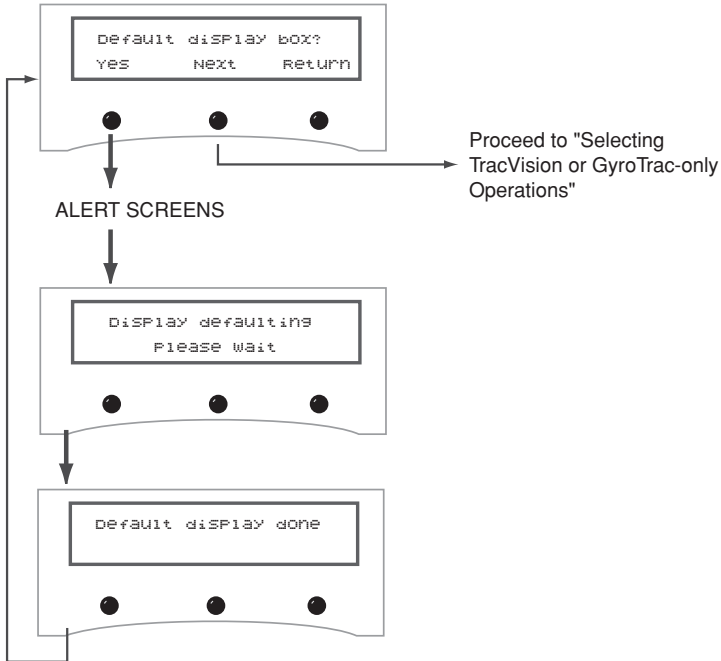 Default display box?
Yes Next Return
Proceed to "Selecting
TracVision or GyroTrac-only
Operations"
ALERT SCREENS
Display defaulting
Please Wait
Default display done